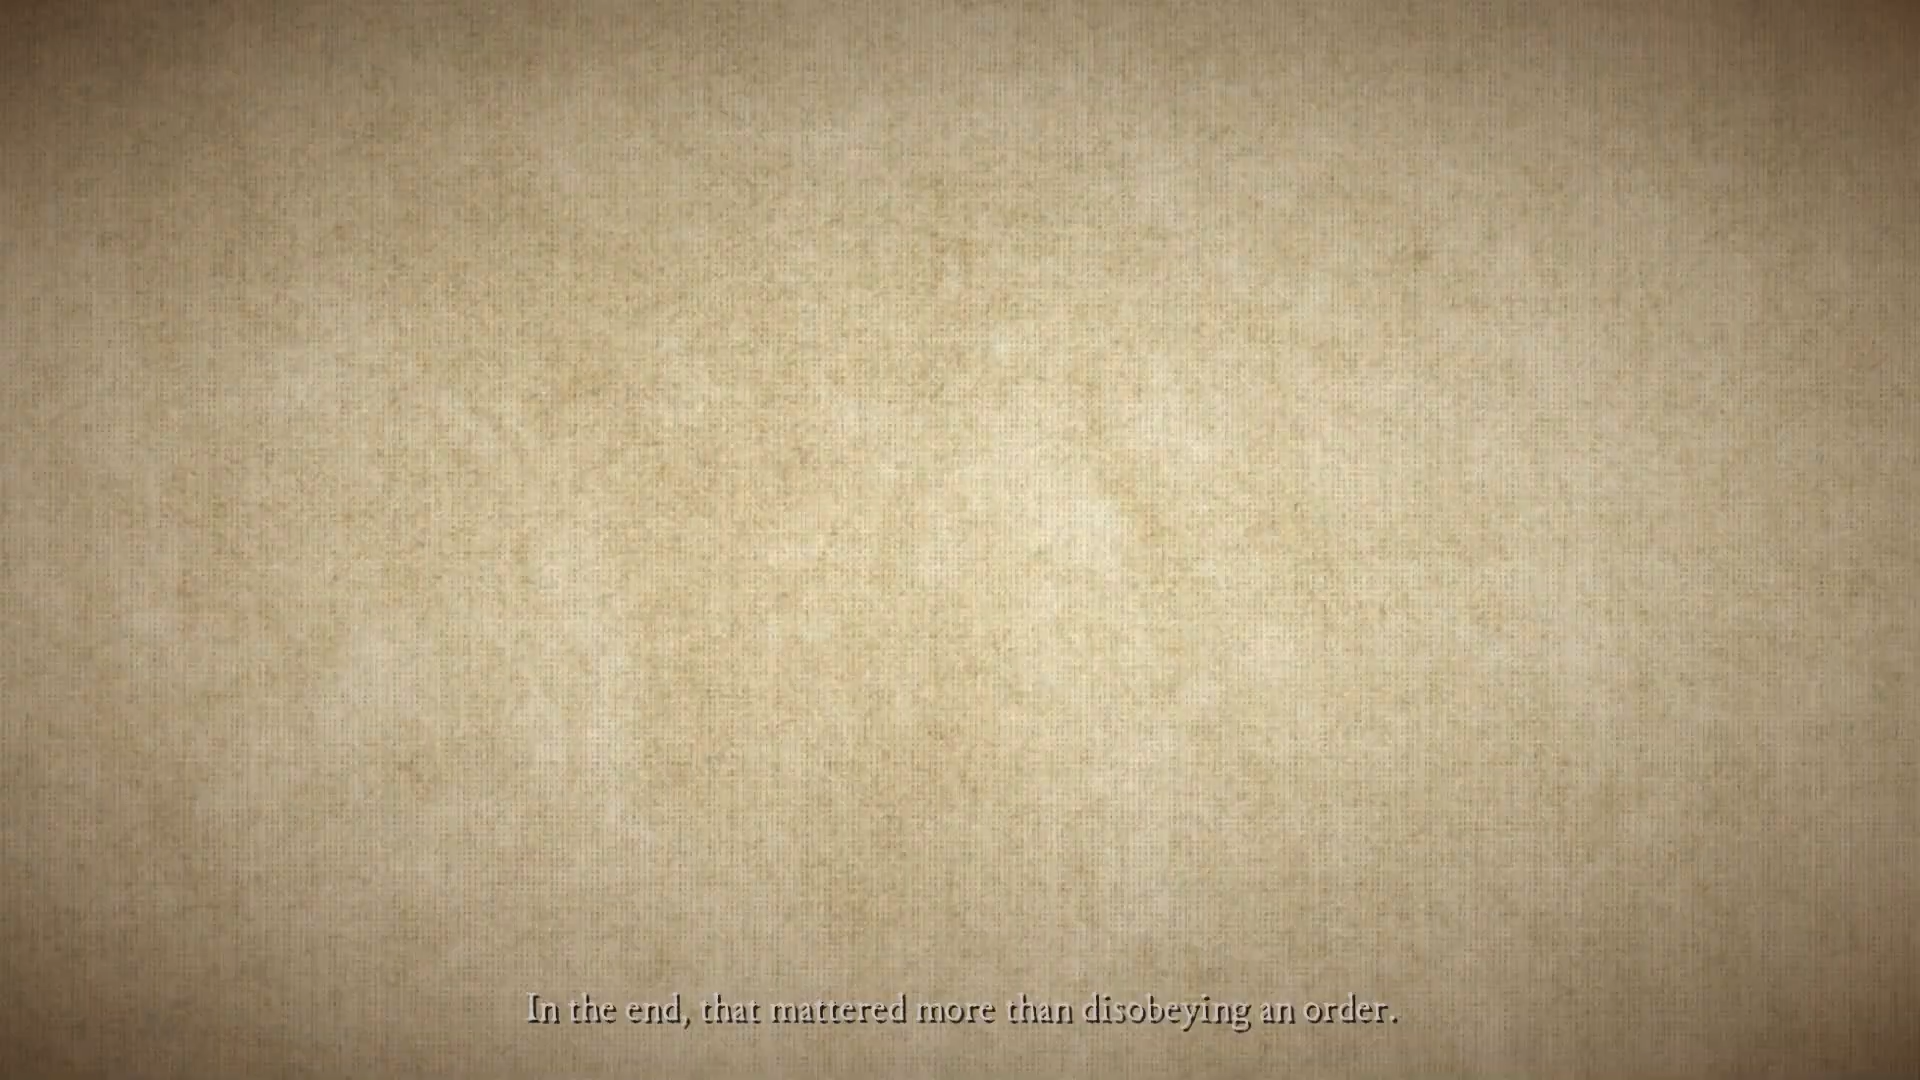 In the end, that mattered more than disobeying an order.